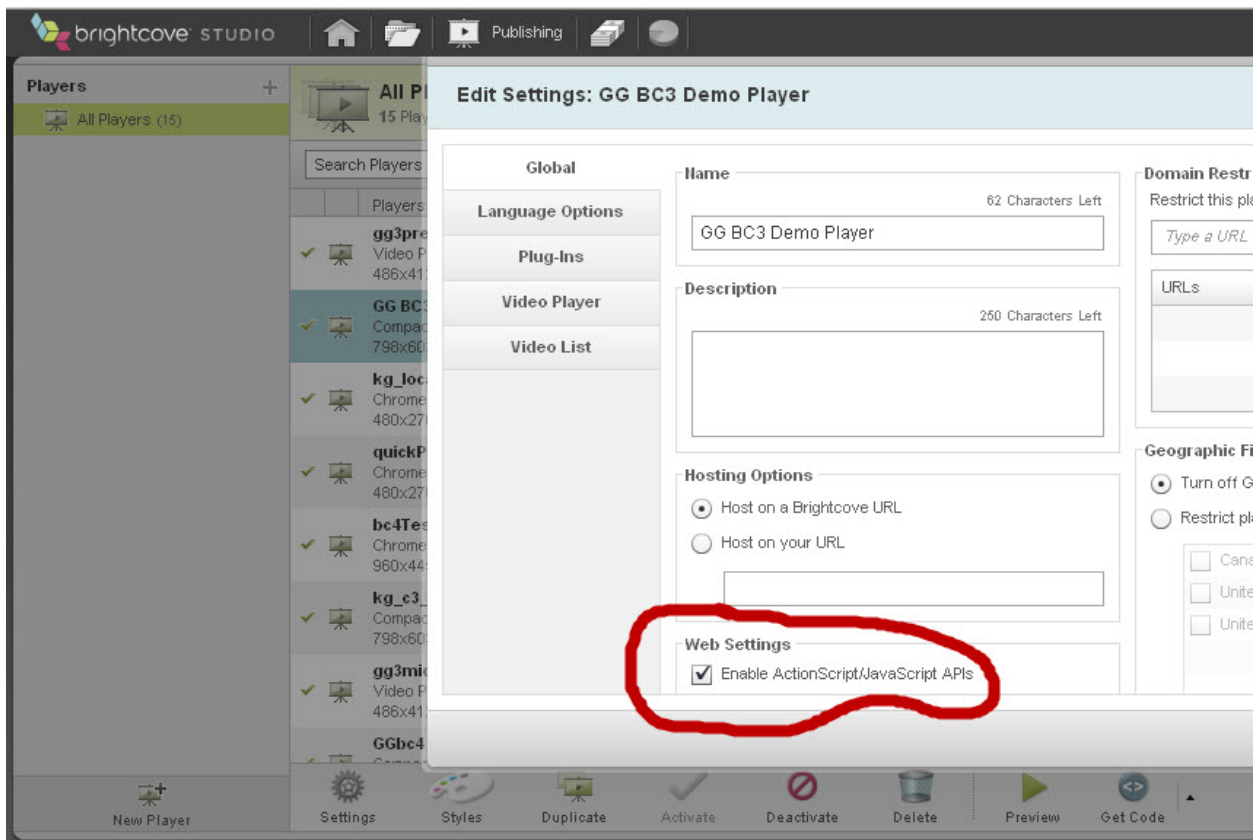 brightcove STUDIO
Publishing
Players
All Players (15)
All Pl
15 Play
Search Players
Players
gg3pre
Video P
486x41
GG BC3
Compac
798x60
kg_loc
Chrome
480x27
quickP
Chrome
480x27
bc4Tes
Chrome
960x44
kg_c3_
Compac
798x60
gg3mic
Video P
486x41
GGbc4
New Player
Edit Settings: GG BC3 Demo Player
Global
Language Options
Plug-Ins
Video Player
Video List
Name
62 Characters Left
GG BC3 Demo Player
Description
250 Characters Left
Hosting Options
Host on a Brightcove URL
Host on your URL
Web Settings
Enable ActionScript/JavaScript APIs
Domain Restr
Restrict this pla
Type a URL
URLs
Geographic Fi
Turn off G
Restrict pla
Cana
Unite
Unite
Settings
Styles
Duplicate
Activate
Deactivate
Delete
Preview
Get Code